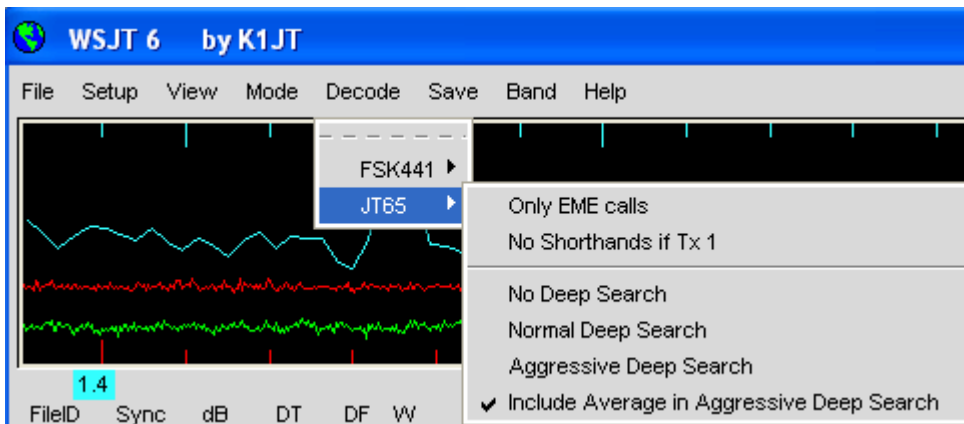 WSJT 6 by K1JT
File Setup View Mode Decode Save Band Help
FSK441
JT65
Only EME calls
No Shorthands if Tx 1
No Deep Search
Normal Deep Search
Aggressive Deep Search
Include Average in Aggressive Deep Search
1.4
FileID Sync dB DT DF W